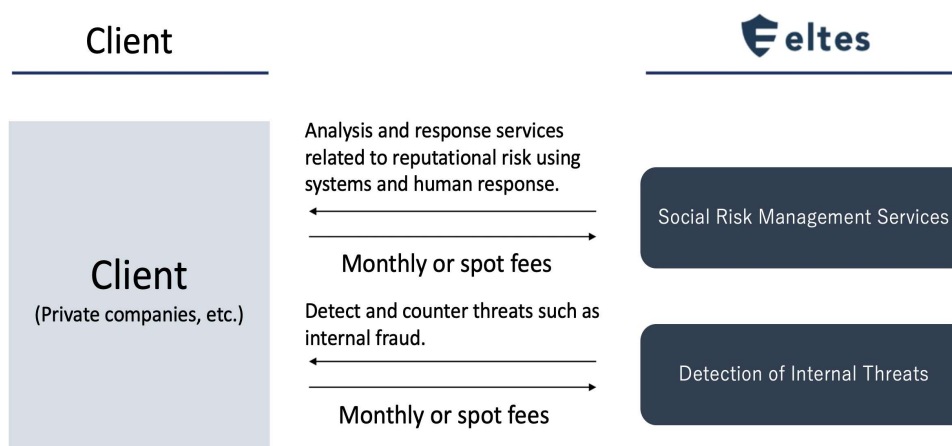 Client
eltes
Analysis and response services
related to reputational risk using
systems and human response.
Social Risk Management Services
Monthly or spot fees
Client
(Private companies, etc.)
Detect and counter threats such as
internal fraud.
Detection of Internal Threats
Monthly or spot fees